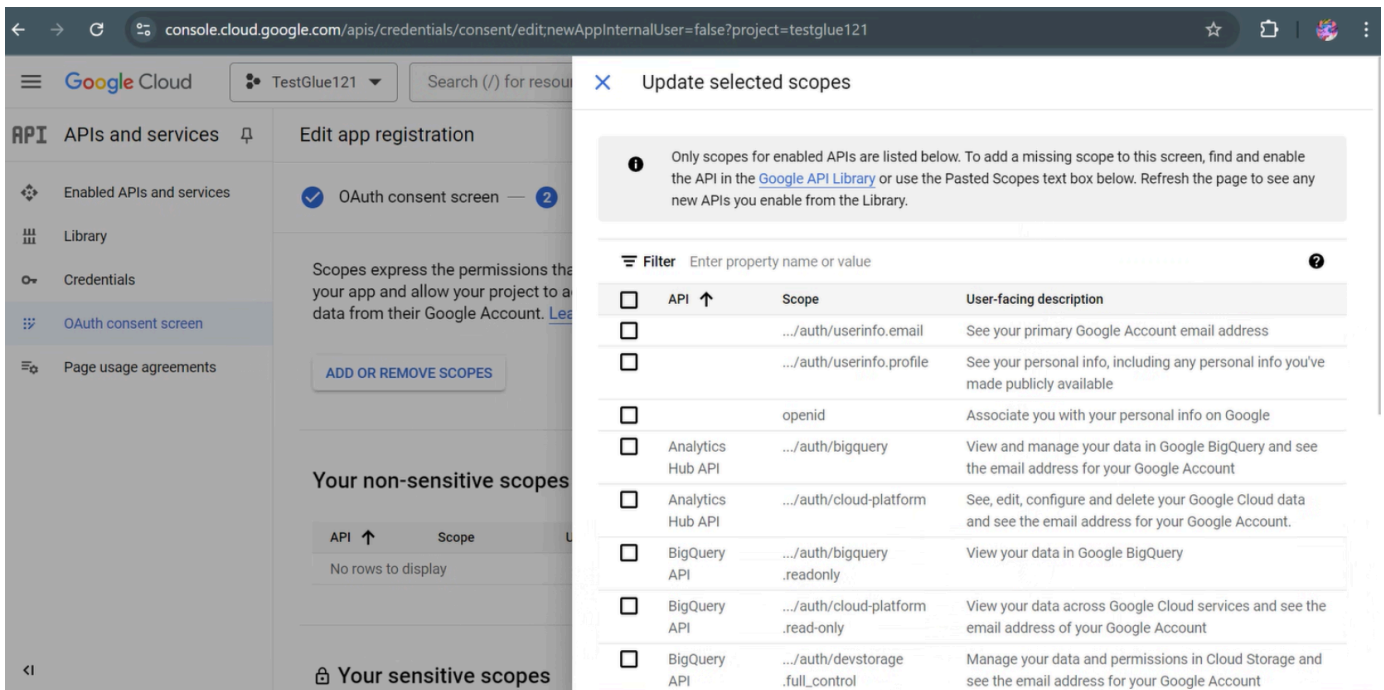 console.cloud.google.com/apis/credentials/consent/edit;newAppInternalUser=false?project=testglue121
Google Cloud
TestGlue121
Search (/) for resou
API APIs and services
Enabled APIs and services
Library
Credentials
OAuth consent screen
Page usage agreements
Edit app registration
OAuth consent screen — 2
Scopes express the permissions tha
your app and allow your project to a
data from their Google Account. Lea
ADD OR REMOVE SCOPES
Your non-sensitive scopes
API Scope U
No rows to display
Your sensitive scopes
Update selected scopes
Only scopes for enabled APIs are listed below. To add a missing scope to this screen, find and enable
the API in the Google API Library or use the Pasted Scopes text box below. Refresh the page to see any
new APIs you enable from the Library.
Filter Enter property name or value
API Scope User-facing description
.../auth/userinfo.email See your primary Google Account email address
.../auth/userinfo.profile See your personal info, including any personal info you've
made publicly available
openid Associate you with your personal info on Google
Analytics .../auth/bigquery View and manage your data in Google BigQuery and see
Hub API the email address for your Google Account
Analytics .../auth/cloud-platform See, edit, configure and delete your Google Cloud data
Hub API and see the email address for your Google Account.
BigQuery .../auth/bigquery View your data in Google BigQuery
API .readonly
BigQuery .../auth/cloud-platform View your data across Google Cloud services and see the
API .read-only email address of your Google Account
BigQuery .../auth/devstorage Manage your data and permissions in Cloud Storage and
API .full_control see the email address for your Google Account